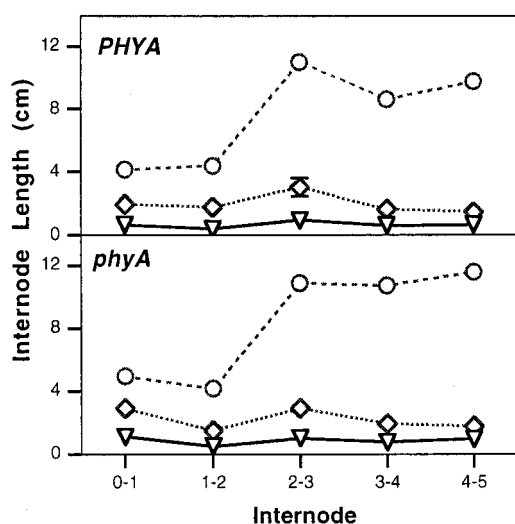 PHYA
12
8
4
0
phyA
12
8
4
0
Internode Length (cm)
0-1 1-2 2-3 3-4 4-5
Internode